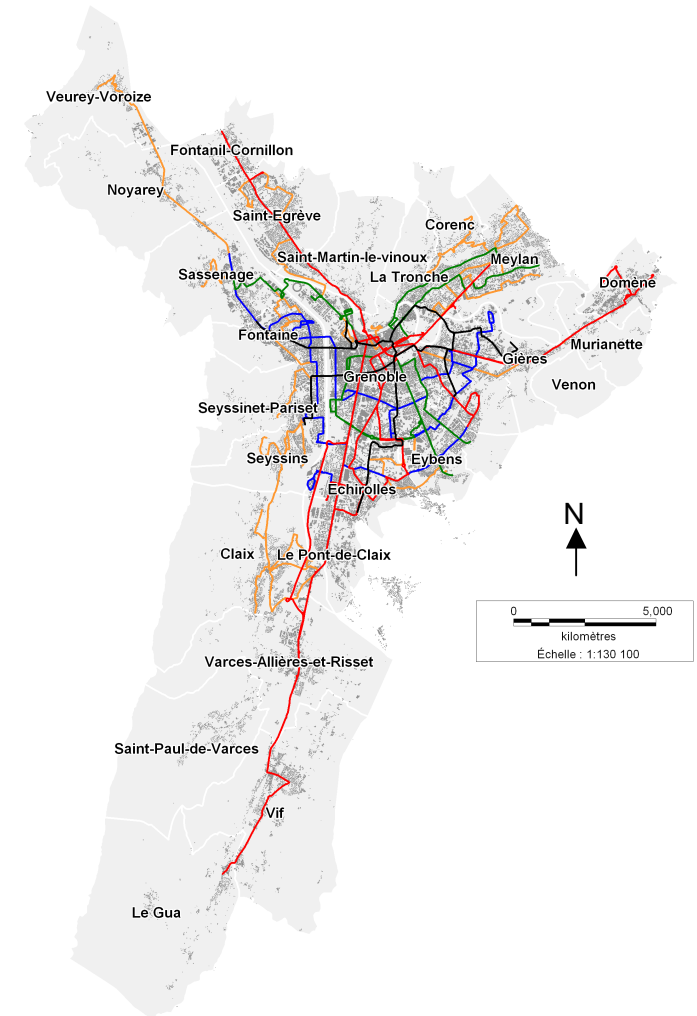 Veurey-Voroize
Fontanil-Cornillon
Noyarey
Saint-Egrève
Corenc
Saint-Martin-le-vinoux
Meylan
Sassenage
La Tronche
Domène
Fontaine
Murianette
Gières
Grenoble
Venon
Seyssinet-Pariset
Seyssins
Eybens
Echirolles
N
Claix
Le Pont-de-Claix
0 5,000
kilomètres
Échelle : 1:130 100
Varces-Allières-et-Risset
Saint-Paul-de-Varces
Vif
Le Gua